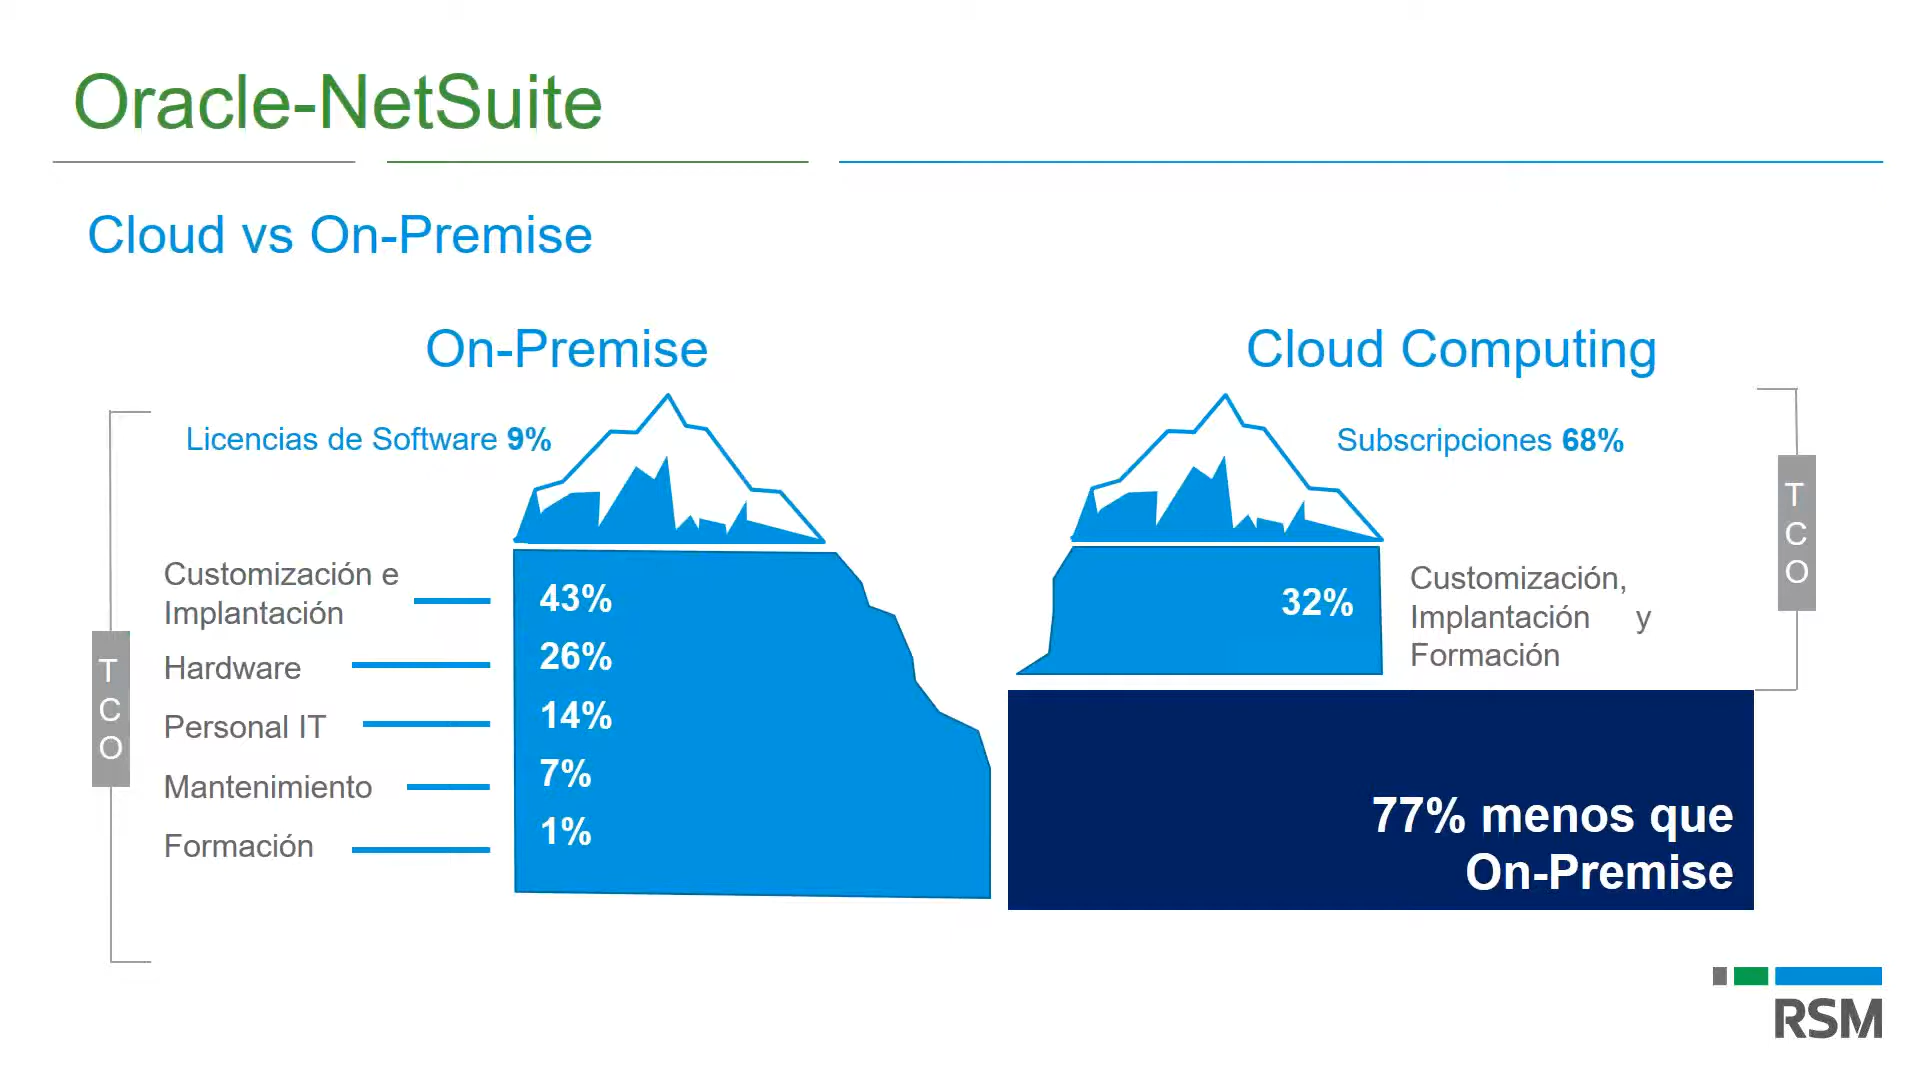 Oracle-NetSuite
Cloud vs On-Premise
On-Premise
Licencias de Software 9%
Customización e
Implantación
43%
Hardware
26%
Personal IT
14%
Mantenimiento
7%
Formación
1%
T
C
O
Cloud Computing
Subscripciones 68%
32%
Customización,
Implantación y
Formación
T
C
O
77% menos que
On-Premise
RSM